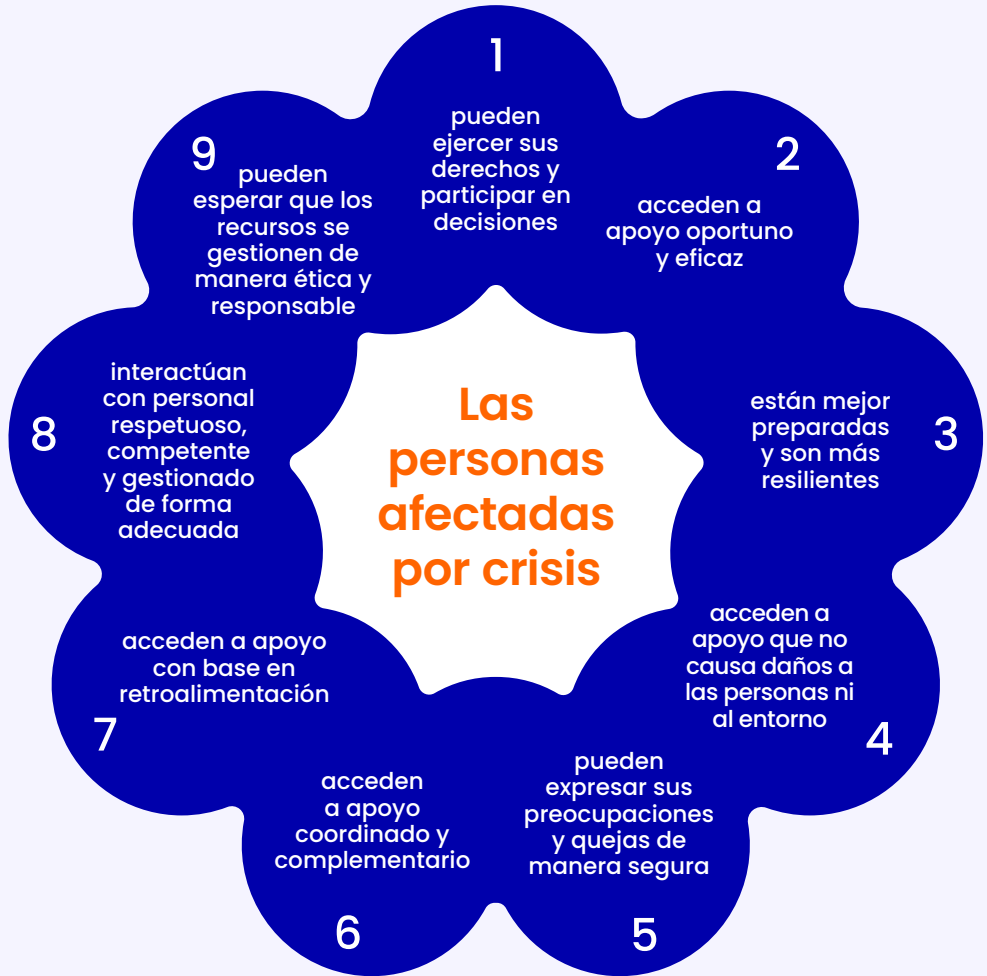 Las
personas
afectadas
por crisis
1
pueden
ejercer sus
derechos y
participar en
decisiones
2
acceden a
apoyo oportuno
y eficaz
3
están mejor
preparadas
y son más
resilientes
4
acceden a
apoyo que no
causa daños a
las personas ni
al entorno
5
pueden
expresar sus
preocupaciones
y quejas de
manera segura
6
acceden
a apoyo
coordinado y
complementario
7
acceden a apoyo
con base en
retroalimentación
8
interactúan
con personal
respetuoso,
competente
y gestionado
de forma
adecuada
9
pueden
esperar que los
recursos se
gestionen de
manera ética y
responsable